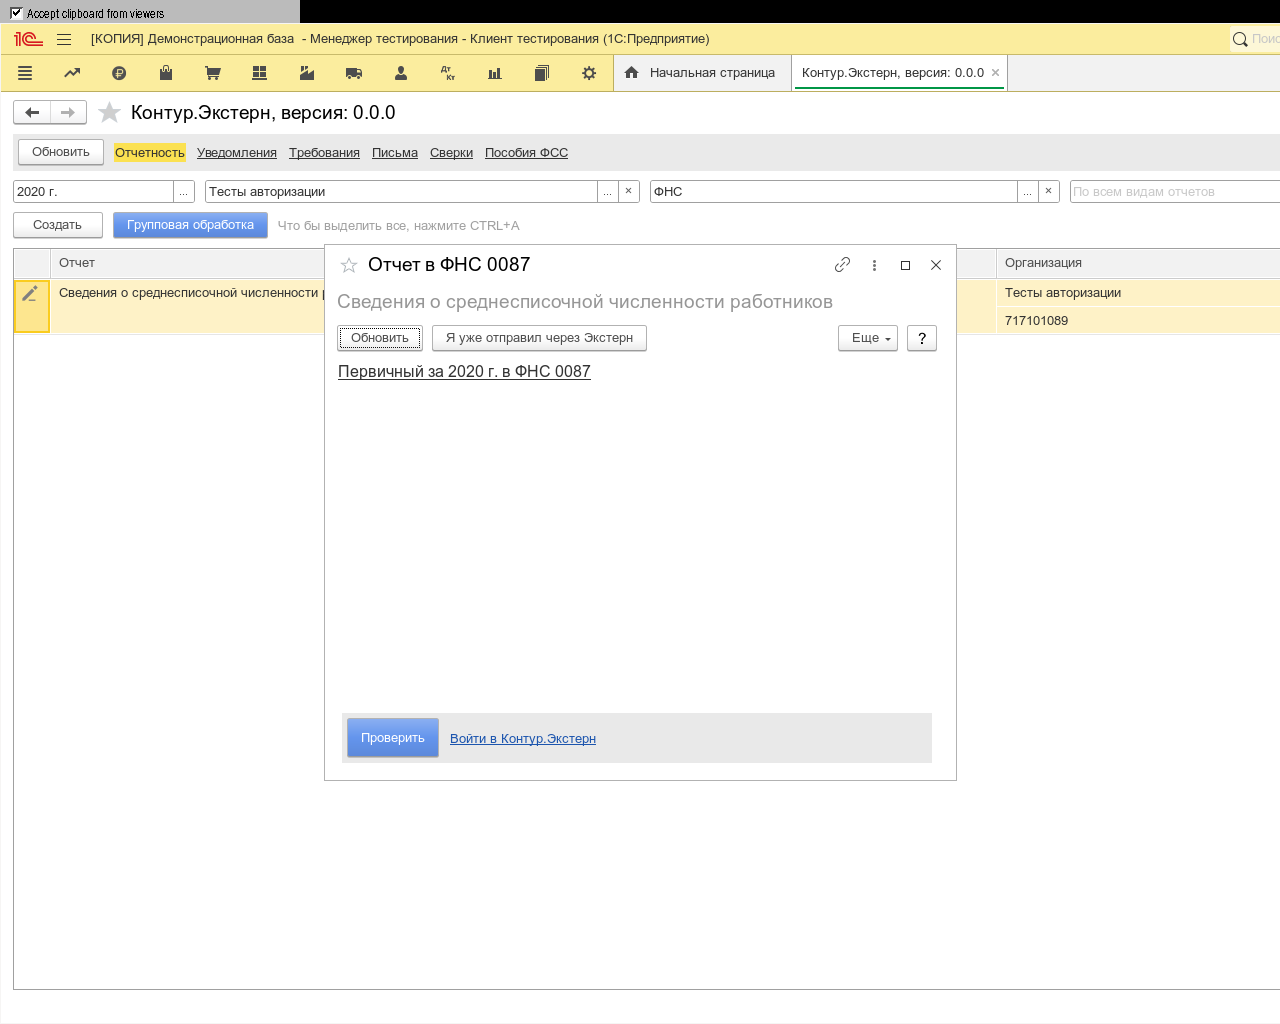 Accept clipboard from viewers
[КОПИЯ] Демонстрационная база - Менеджер тестирования - Клиент тестирования (1С:Предприятие)
Дт
Кт
Начальная страница
Контур.Экстерн, версия: 0.0.0
Контур.Экстерн, версия: 0.0.0
Обновить Отчетность Уведомления Требования Письма Сверки Пособия ФСС
2020 г. ... Тесты авторизации ... × ФНС ... × По всем видам отчетов
Создать Групповая обработка Что бы выделить все, нажмите CTRL+A
Отчет Организация
Сведения о среднесписочной численности Тесты авторизации
717101089
Отчет в ФНС 0087
Сведения о среднесписочной численности работников
Обновить Я уже отправил через Экстерн Еще ?
Первичный за 2020 г. в ФНС 0087
Проверить Войти в Контур.Экстерн